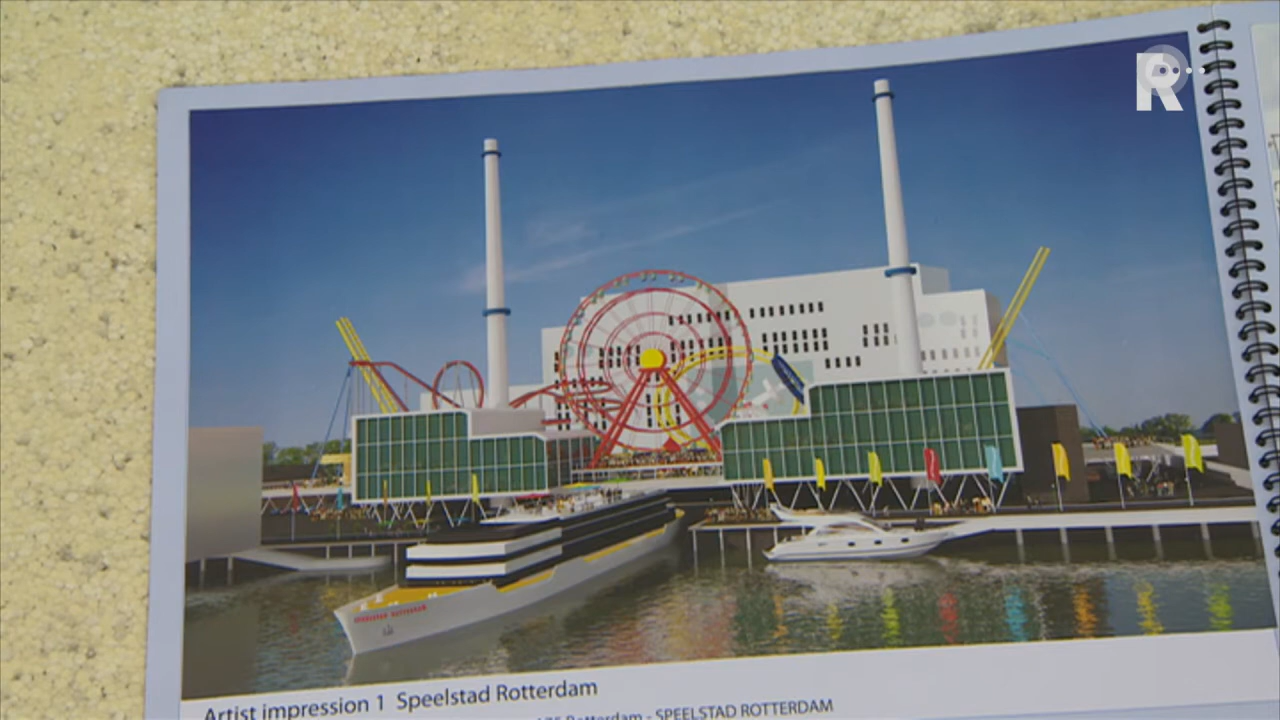 R
Artist impression 1 Speelstad Rotterdam
Rotterdam - SPEELSTAD ROTTERDAM